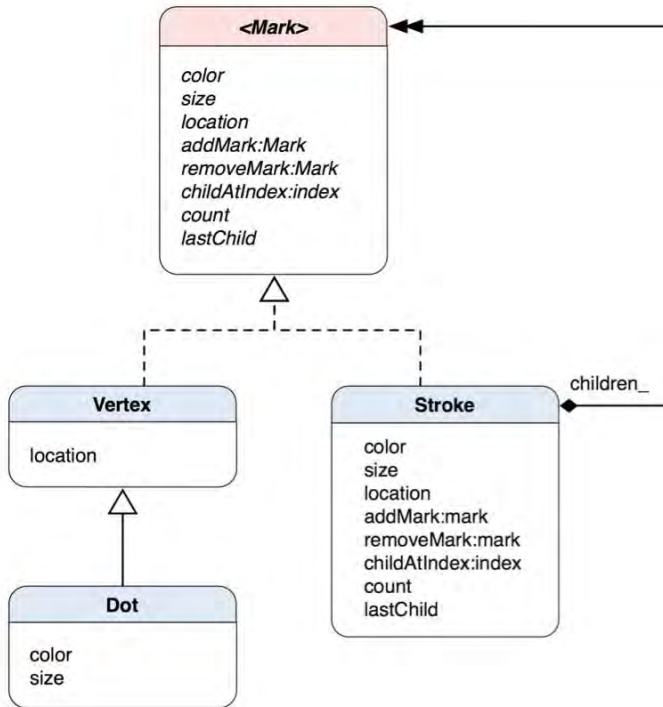 <Mark>
color
size
location
addMark:Mark
removeMark:Mark
childAtIndex:index
count
lastChild
children_
Vertex
location
Stroke
color
size
location
addMark:mark
removeMark:mark
childAtIndex:index
count
lastChild
Dot
color
size